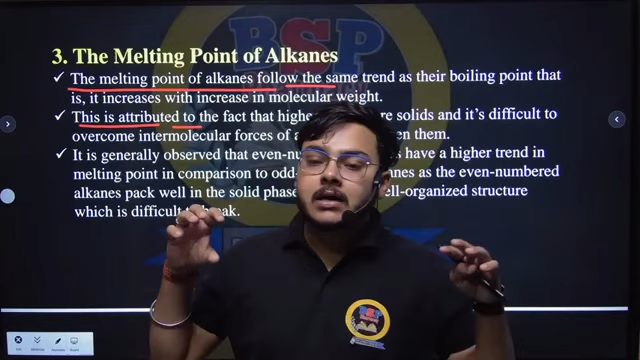 3. The Melting Point of Alkanes
✓ The melting point of alkanes follow the same trend as their boiling point that
is, it increases with increase in molecular weight.
✓ This is attributed to the fact that high re solids and it's difficult to
overcome intermolecular forces of a en them.
✓ It is generally observed that even-nu s have a higher trend in
melting point in comparison to odd anes as the even-numbered
alkanes pack well in the solid phase ell-organized structure
which is difficult to break.
BSP
BSP